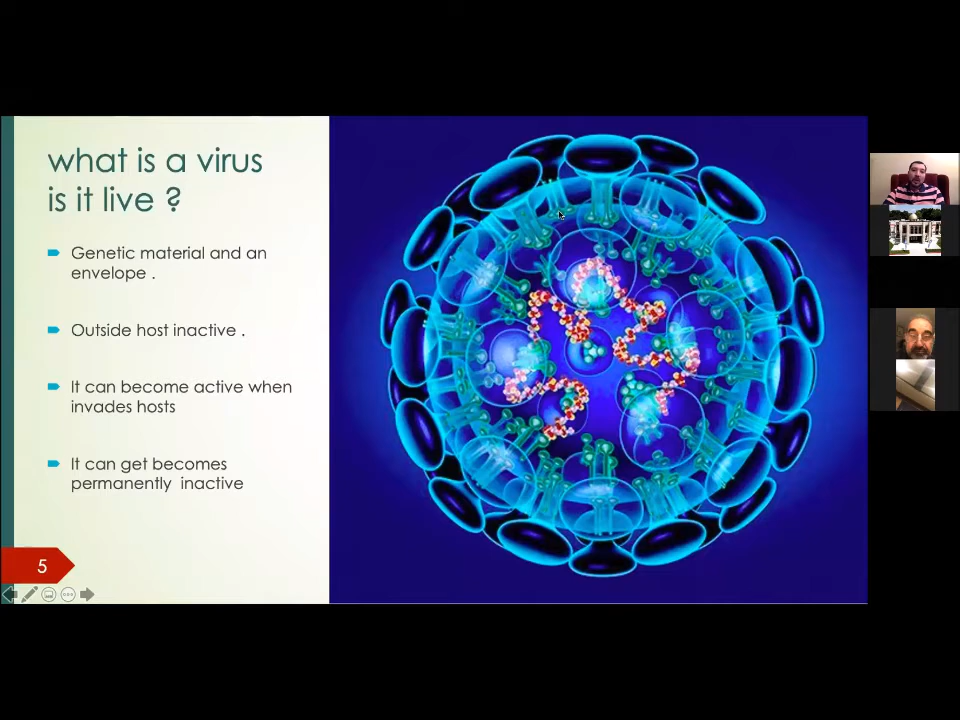 what is a virus
is it live ?
Genetic material and an
envelope .
Outside host inactive .
It can become active when
invades hosts
It can get becomes
permanently  inactive
5